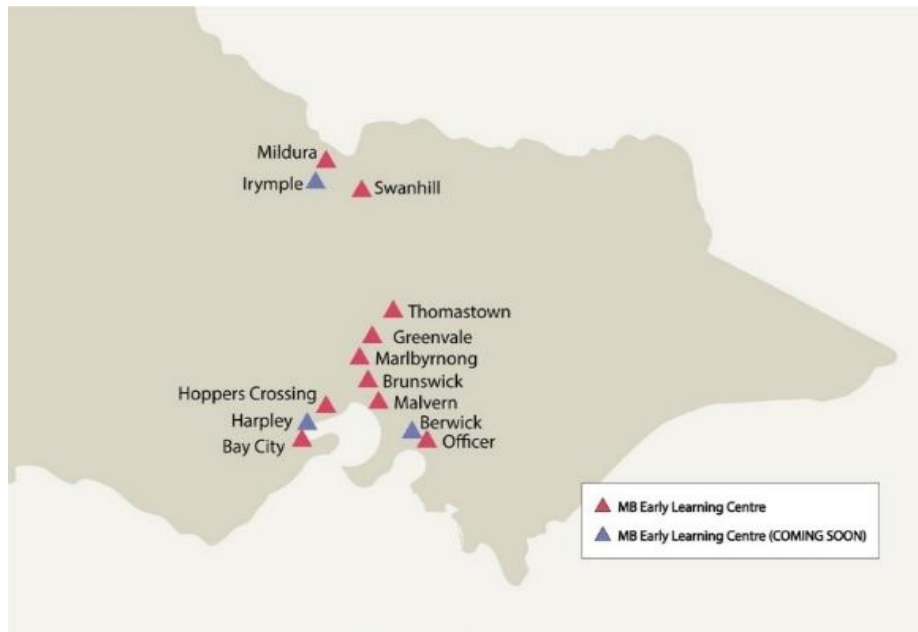 Mildura
Irymple
Swanhill
Thomastown
Greenvale
Marlbyrnong
Brunswick
Hoppers Crossing
Malvern
Harpley
Berwick
Bay City
Officer
MB Early Learning Centre
MB Early Learning Centre (COMING SOON)